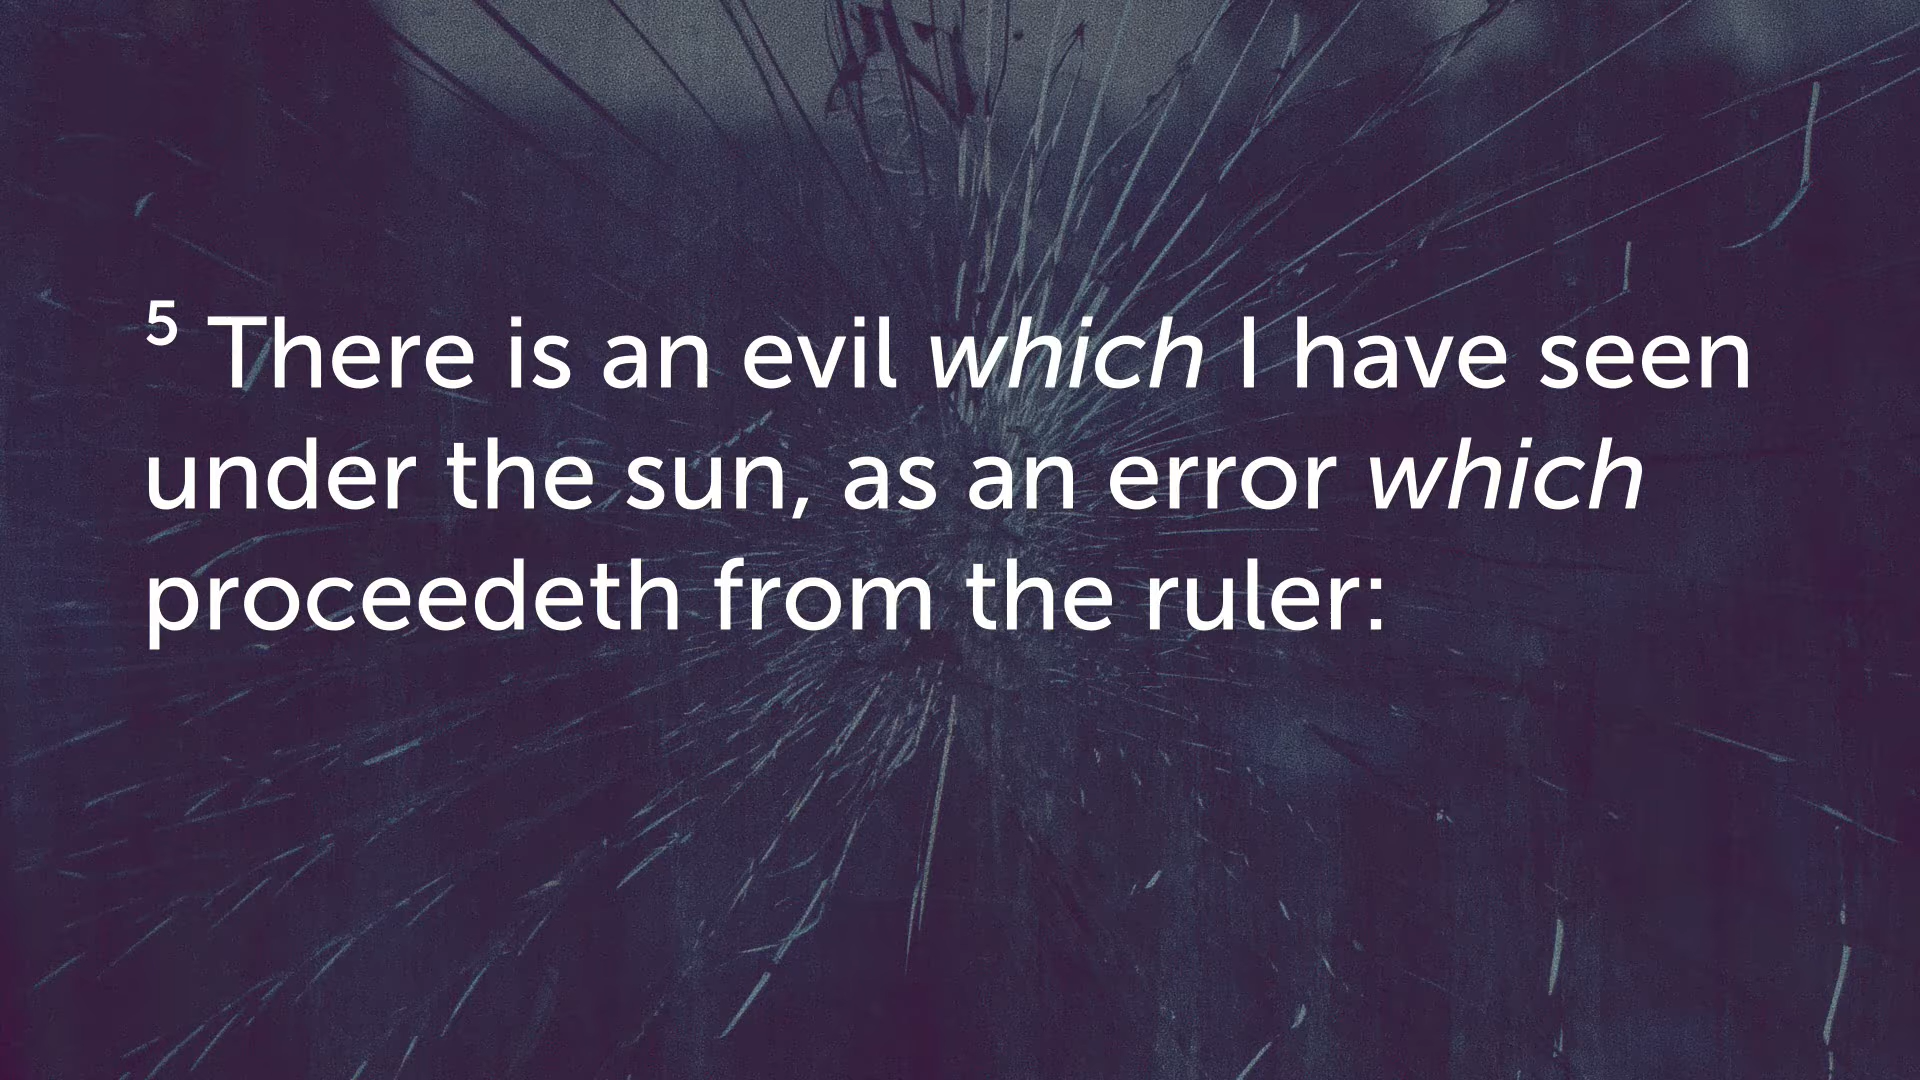 5 There is an evil which I have seen
under the sun, as an error which
proceedeth from the ruler: